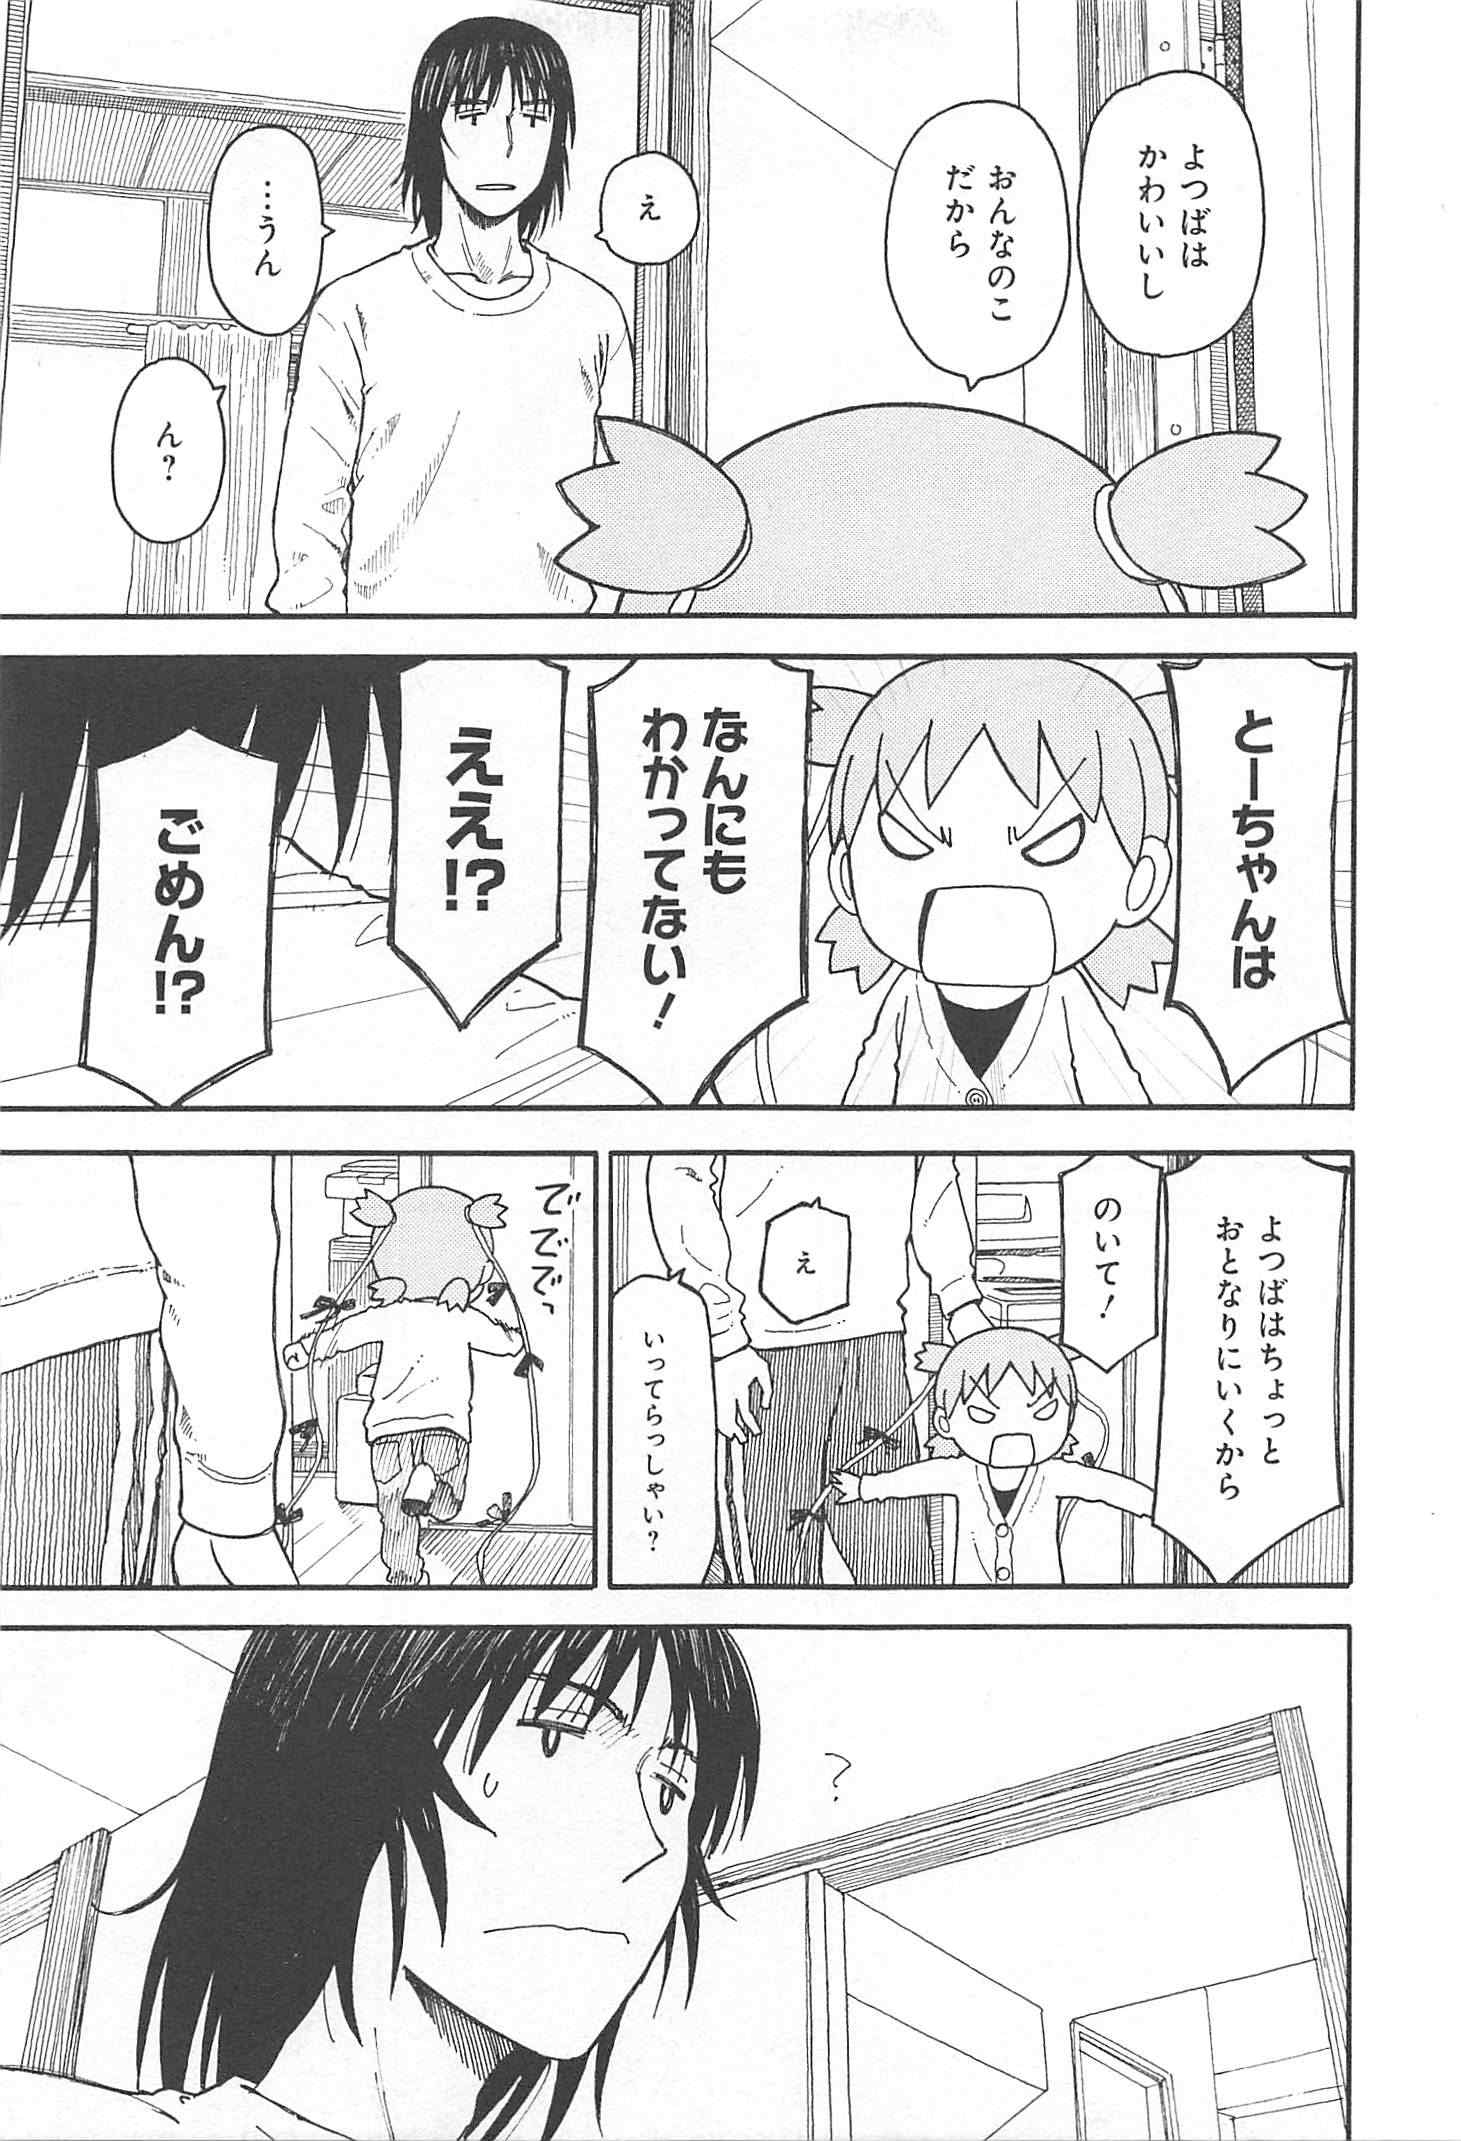 よつばは
かわいいし
おんなのこ
だから
え
…うん
ん？
とーちゃんは
なんにも
わかってない！
ええ!?
ごめん!?
よつばはちょっと
おとなりにいくから
のいて！
え
いってらっしゃい？
でででっ
？